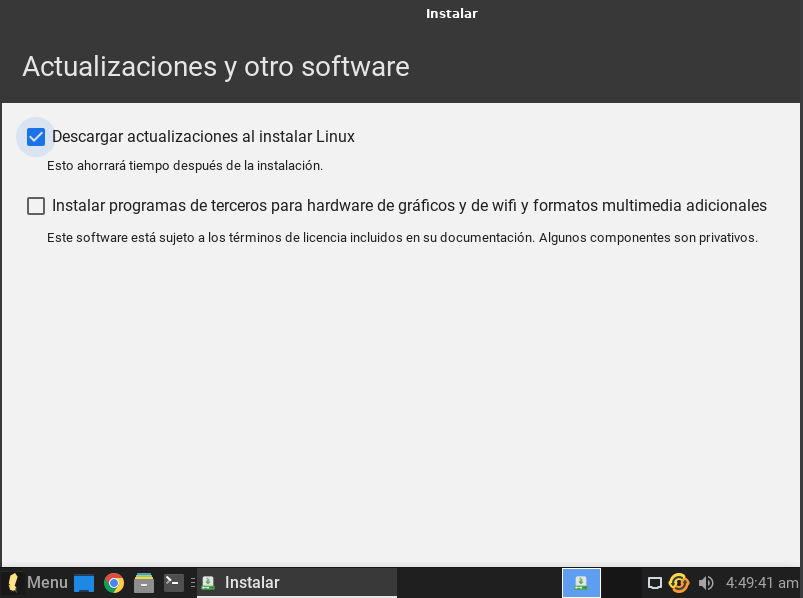 Instalar
Actualizaciones y otro software
Descargar actualizaciones al instalar Linux
Esto ahorrará tiempo después de la instalación.
Instalar programas de terceros para hardware de gráficos y de wifi y formatos multimedia adicionales
Este software está sujeto a los términos de licencia incluidos en su documentación. Algunos componentes son privativos.
Menu Instalar 4:49:41 am